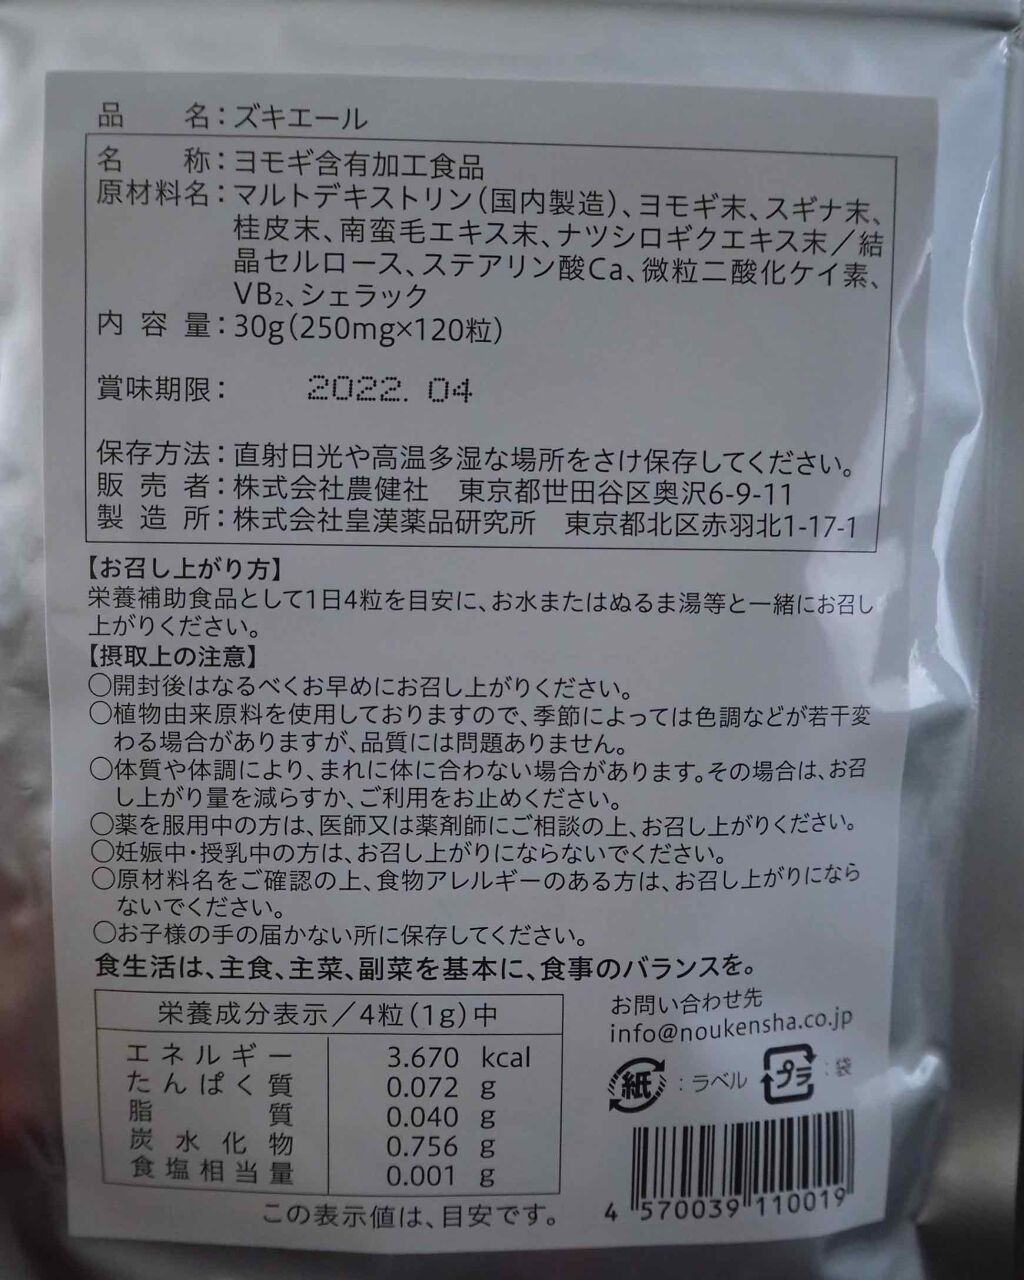 品　　名：ズキエール
名　　称：ヨモギ含有加工食品
原材料名：マルトデキストリン（国内製造）、ヨモギ末、スギナ末、
桂皮末、南蛮毛エキス末、ナツシロギクエキス末／結
晶セルロース、ステアリン酸Ca、微粒二酸化ケイ素、
VB₂、シェラック
内 容 量：30g（250mg×120粒）
賞味期限：　2022. 04
保存方法：直射日光や高温多湿な場所をさけ保存してください。
販 売 者：株式会社農健社　東京都世田谷区奥沢6-9-11
製 造 所：株式会社皇漢薬品研究所　東京都北区赤羽北1-17-1
【お召し上がり方】
栄養補助食品として1日4粒を目安に、お水またはぬるま湯等と一緒にお召し
上がりください。
【摂取上の注意】
○開封後はなるべくお早めにお召し上がりください。
○植物由来原料を使用しておりますので、季節によっては色調などが若干変
わる場合がありますが、品質には問題ありません。
○体質や体調により、まれに体に合わない場合があります。その場合は、お召
し上がり量を減らすか、ご利用をお止めください。
○薬を服用中の方は、医師又は薬剤師にご相談の上、お召し上がりください。
○妊娠中・授乳中の方は、お召し上がりにならないでください。
○原材料名をご確認の上、食物アレルギーのある方は、お召し上がりになら
ないでください。
○お子様の手の届かない所に保存してください。
食生活は、主食、主菜、副菜を基本に、食事のバランスを。
栄養成分表示／4粒（1g）中
エネルギー　3.670 kcal
たんぱく質　0.072 g
脂　　質　0.040 g
炭水化物　0.756 g
食塩相当量　0.001 g
この表示値は、目安です。
お問い合わせ先
info@noukensha.co.jp
紙：ラベル　プラ：袋
4 570039 110019